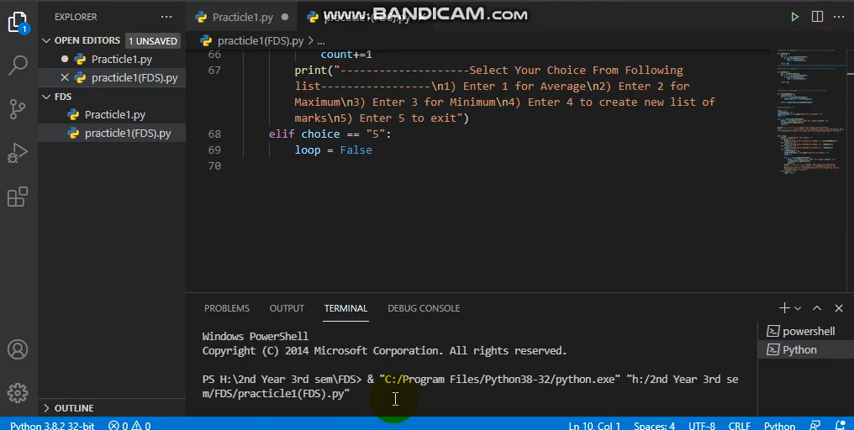 EXPLORER
Practicle1.py
www.BANDICAM.com
OPEN EDITORS 1 UNSAVED
practicle1(FDS).py > ...
Practicle1.py
practicle1(FDS).py
FDS
Practicle1.py
practicle1(FDS).py
66 count+=1
67 print("--------------------Select Your Choice From Following
list-----------------\n1) Enter 1 for Average\n2) Enter 2 for
Maximum\n3) Enter 3 for Minimum\n4) Enter 4 to create new list of
marks\n5) Enter 5 to exit")
68 elif choice == "5":
69 loop = False
70
PROBLEMS OUTPUT TERMINAL DEBUG CONSOLE
powershell
Python
Windows PowerShell
Copyright (C) 2014 Microsoft Corporation. All rights reserved.
PS H:\2nd Year 3rd sem\FDS> & "C:/Program Files/Python38-32/python.exe" "h:/2nd Year 3rd se
m/FDS/practicle1(FDS).py"
OUTLINE
Python 3.8.2 32-bit 0 0 Ln 10, Col 1 Spaces: 4 UTF-8 CRLF Python